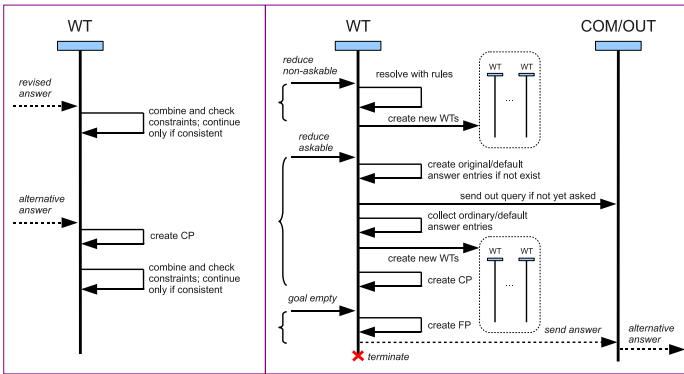 WT
revised
answer
combine and check
constraints; continue
only if consistent
alternative
answer
create CP
combine and check
constraints; continue
only if consistent
WT
COM/OUT
reduce
non-askable
resolve with rules
WT WT
...
create new WTs
reduce
askable
create original/default
answer entries if not exist
send out query if not yet asked
collect ordinary/default
answer entries
create new WTs
WT WT
...
create CP
goal empty
create FP
send answer
alternative
answer
terminate